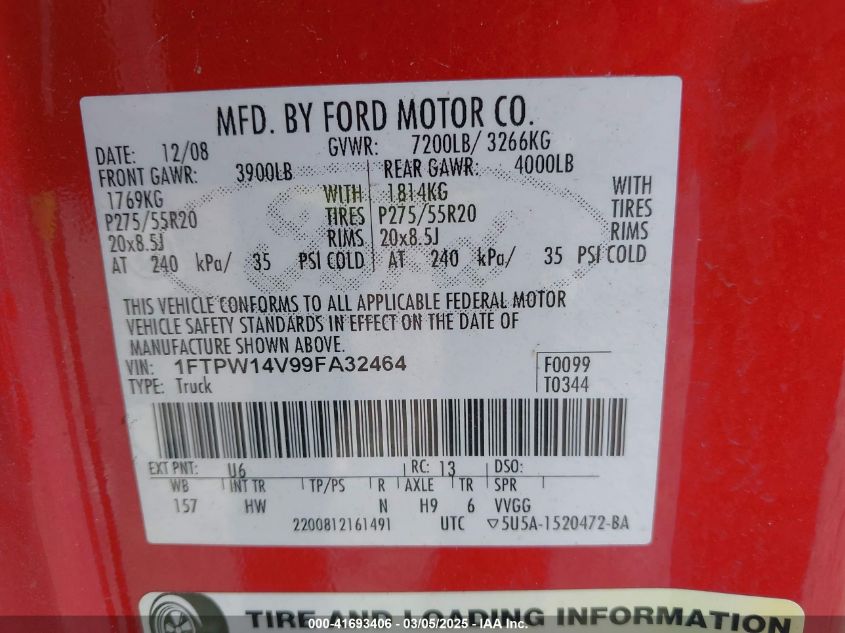 MFD. BY FORD MOTOR CO.
DATE: 12/08 GVWR: 7200LB/ 3266KG
FRONT GAWR: 3900LB REAR GAWR: 4000LB
1769KG WITH 1814KG WITH
P275/55R20 TIRES P275/55R20 TIRES
20x8.5J RIMS 20x8.5J RIMS
AT 240 kPa/ 35 PSI COLD AT 240 kPa/ 35 PSI COLD
THIS VEHICLE CONFORMS TO ALL APPLICABLE FEDERAL MOTOR
VEHICLE SAFETY STANDARDS IN EFFECT ON THE DATE OF
MANUFACTURE SHOWN ABOVE.
VIN: 1FTPW14V99FA32464 F0099
TYPE: Truck T0344
EXT PNT: U6 RC: 13 DSO:
WB INT TR TP/PS R AXLE TR SPR
157 HW N H9 6 VVGG
2200812161491 UTC ▽5U5A-1520472-BA
TIRE AND LOADING INFORMATION
000-41693406 - 03/05/2025 - IAA Inc.